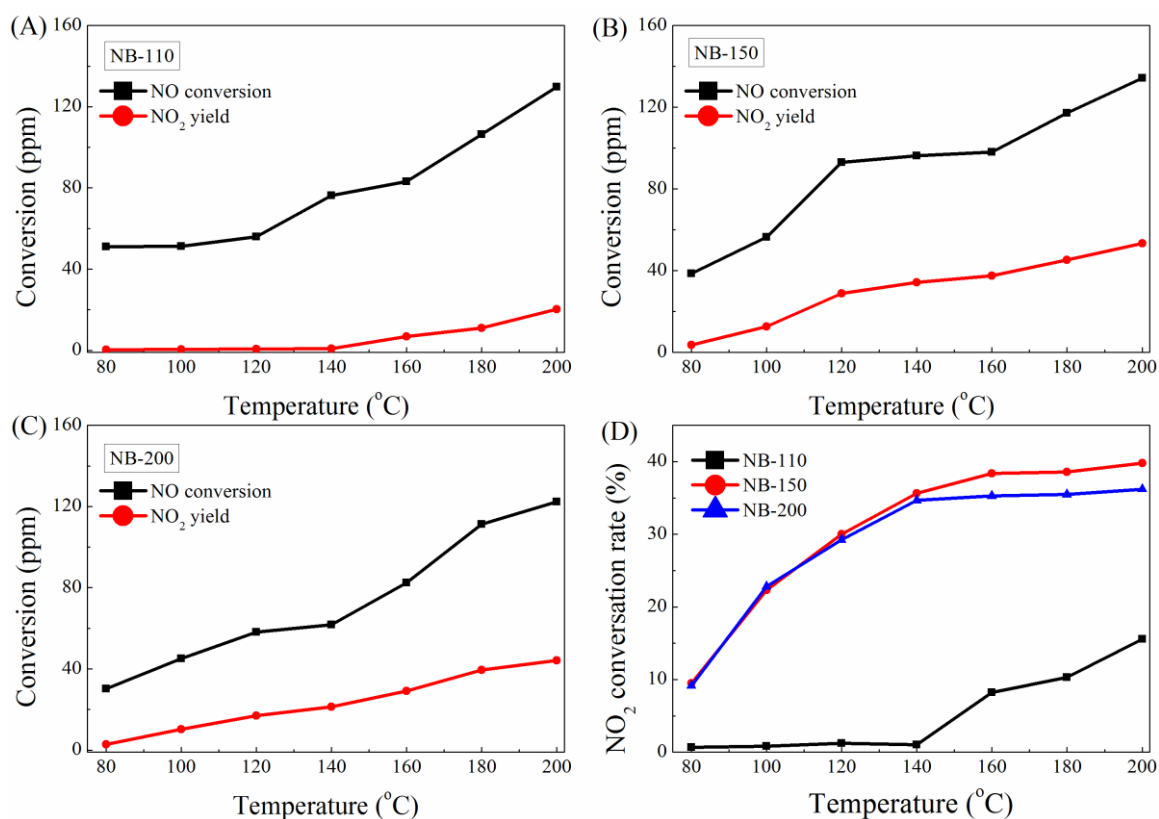 (A)
NB-110
NO conversion
NO₂ yield
Conversion (ppm)
160
120
80
40
0
80 100 120 140 160 180 200
Temperature (°C)
(B)
NB-150
NO conversion
NO₂ yield
Conversion (ppm)
160
120
80
40
0
80 100 120 140 160 180 200
Temperature (°C)
(C)
NB-200
NO conversion
NO₂ yield
Conversion (ppm)
160
120
80
40
0
80 100 120 140 160 180 200
Temperature (°C)
(D)
NB-110
NB-150
NB-200
NO₂ conversation rate (%)
40
30
20
10
0
80 100 120 140 160 180 200
Temperature (°C)